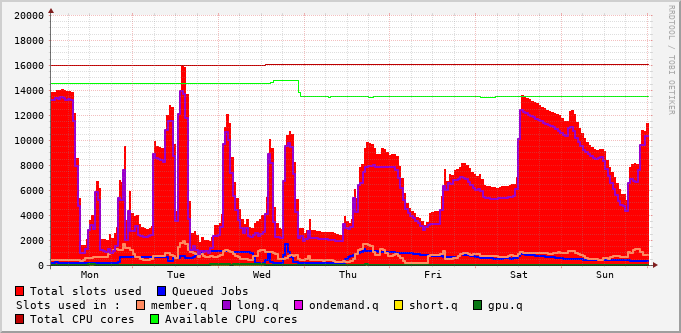 20000
18000
16000
14000
12000
10000
8000
6000
4000
2000
0
Mon Tue Wed Thu Fri Sat Sun
RRDTOOL / TOBI OETIKER
Total slots used Queued Jobs
Slots used in : member.q long.q ondemand.q short.q gpu.q
Total CPU cores Available CPU cores